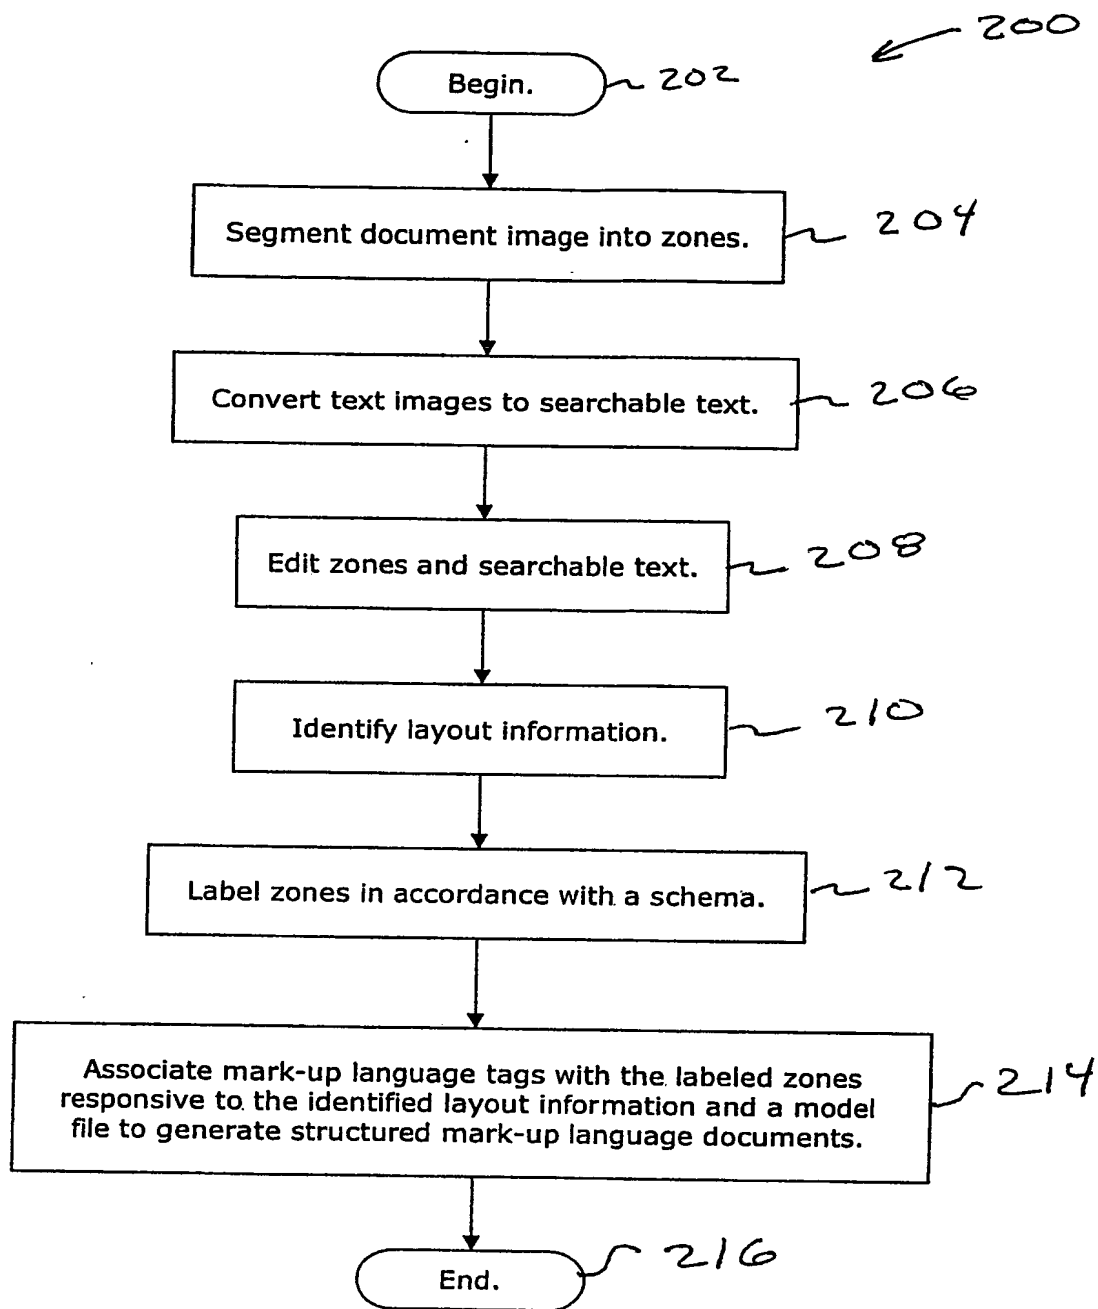 200
Begin. 202
Segment document image into zones. 204
Convert text images to searchable text. 206
Edit zones and searchable text. 208
Identify layout information. 210
Label zones in accordance with a schema. 212
Associate mark-up language tags with the labeled zones
responsive to the identified layout information and a model
file to generate structured mark-up language documents.
214
End. 216